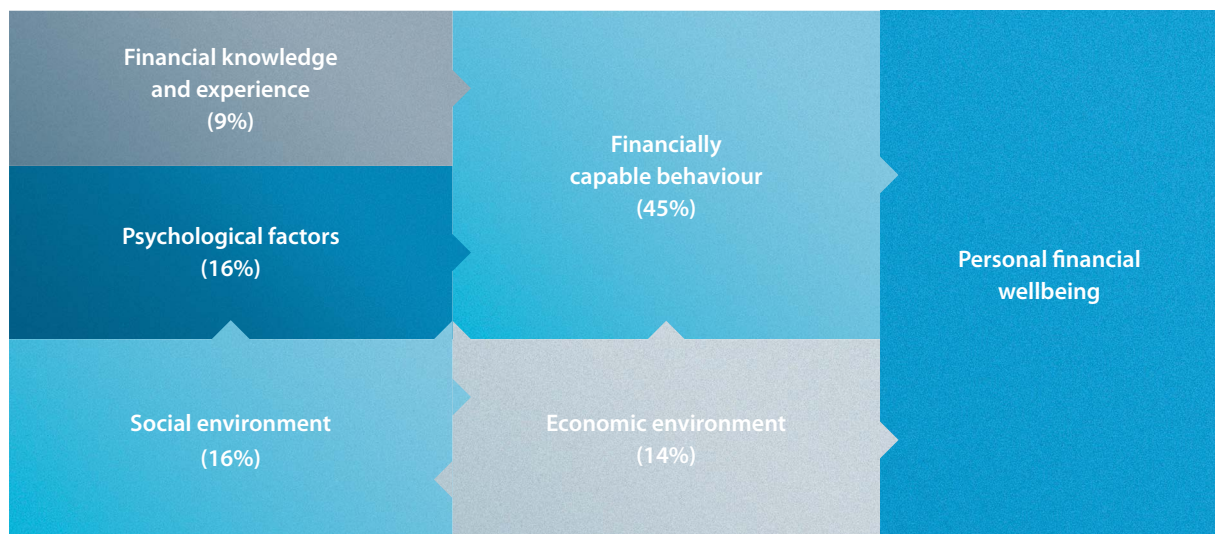 Financial knowledge
and experience
(9%)
Psychological factors
(16%)
Social environment
(16%)
Financially
capable behaviour
(45%)
Economic environment
(14%)
Personal financial
wellbeing